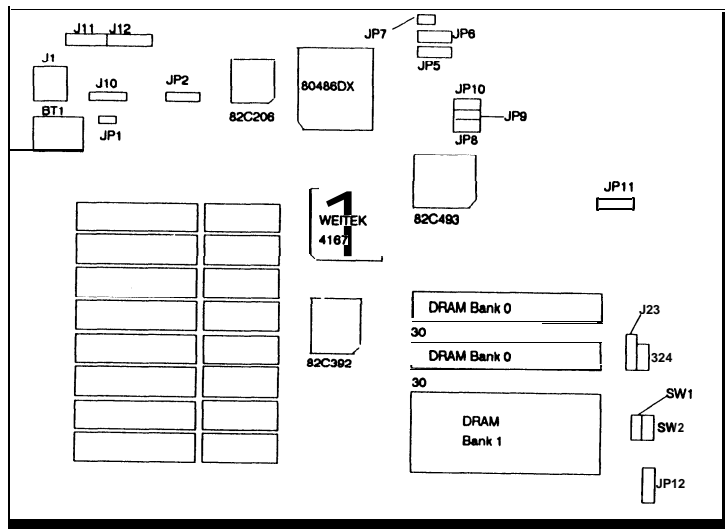 J11 J12
JP7
JP6
JP5
J1
J10
JP2
80486DX
82C206
BT1
JP1
JP10
JP9
JP8
82C493
JP11
1
WEITEK
4167
DRAM Bank 0
30
DRAM Bank 0
30
DRAM
Bank 1
82C392
J23
324
SW1
SW2
JP12